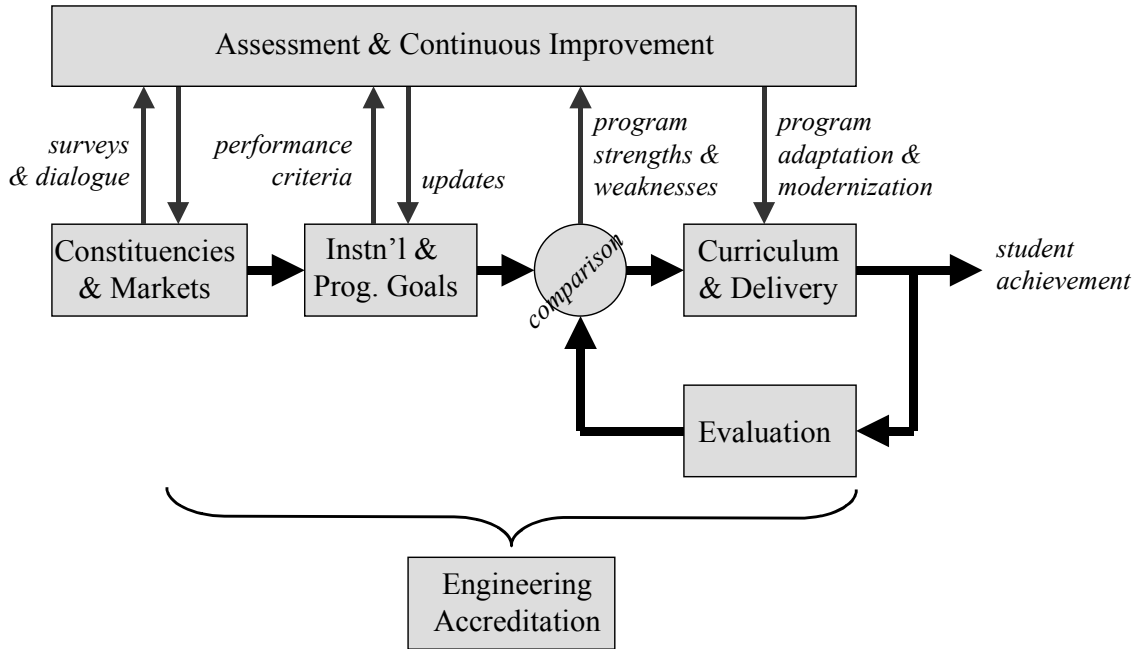 Assessment & Continuous Improvement
surveys
& dialogue
performance
criteria
updates
program
strengths &
weaknesses
program
adaptation &
modernization
Constituencies
& Markets
Instn’l &
Prog. Goals
comparison
Curriculum
& Delivery
student
achievement
Evaluation
Engineering
Accreditation